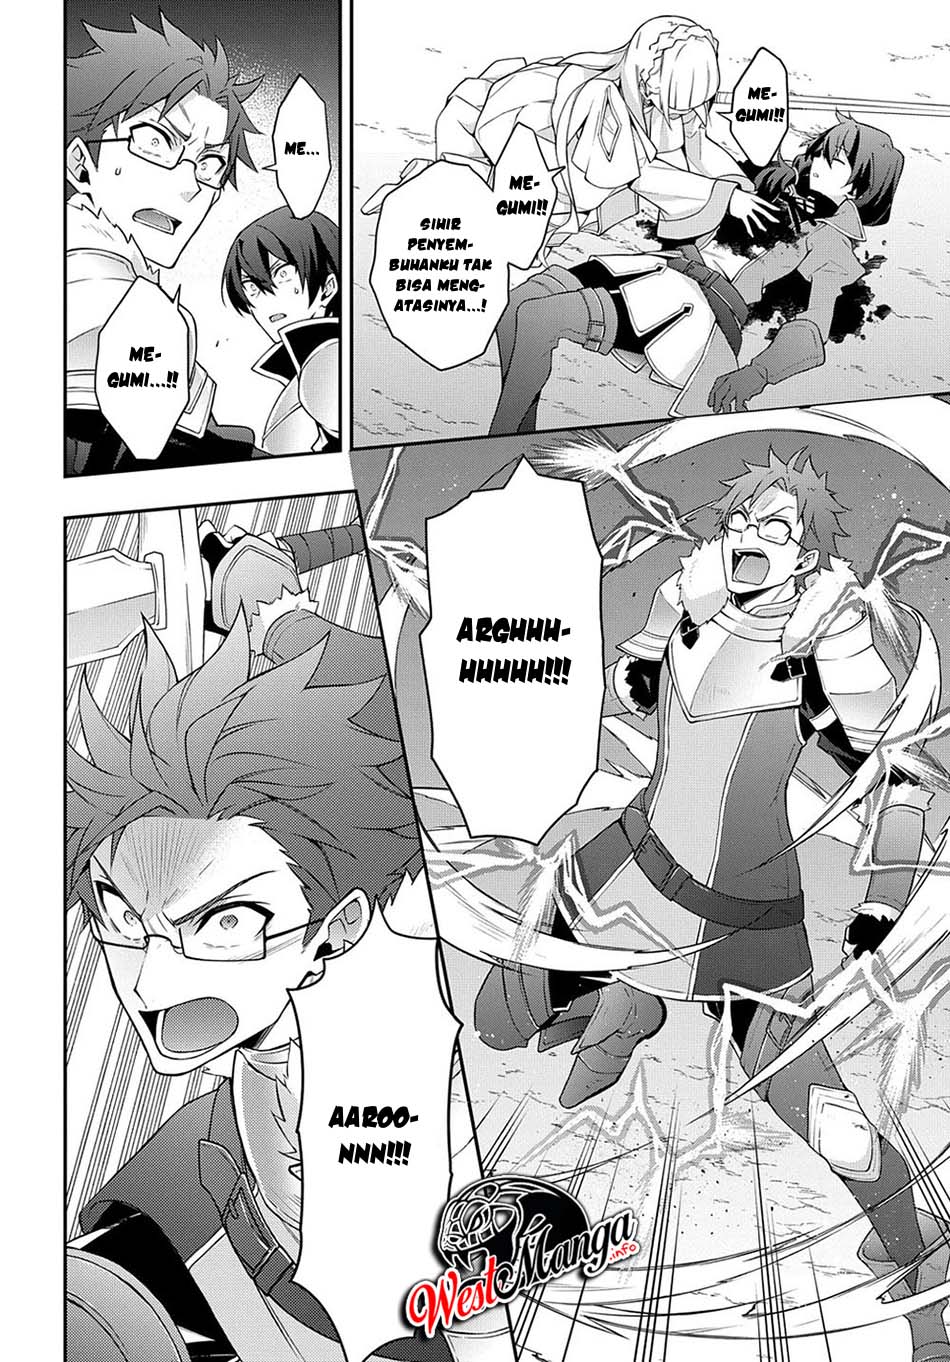 ME-
GUMI!!
ME-
GUMI!!
SIHIR
PENYEM-
BUHANKU TAK
BISA MENG-
ATASINYA...!
ME...
ME-
GUMI...!!
ARGHHH-
HHHHH!!!
AAROO-
NNN!!!
WestManga
.info